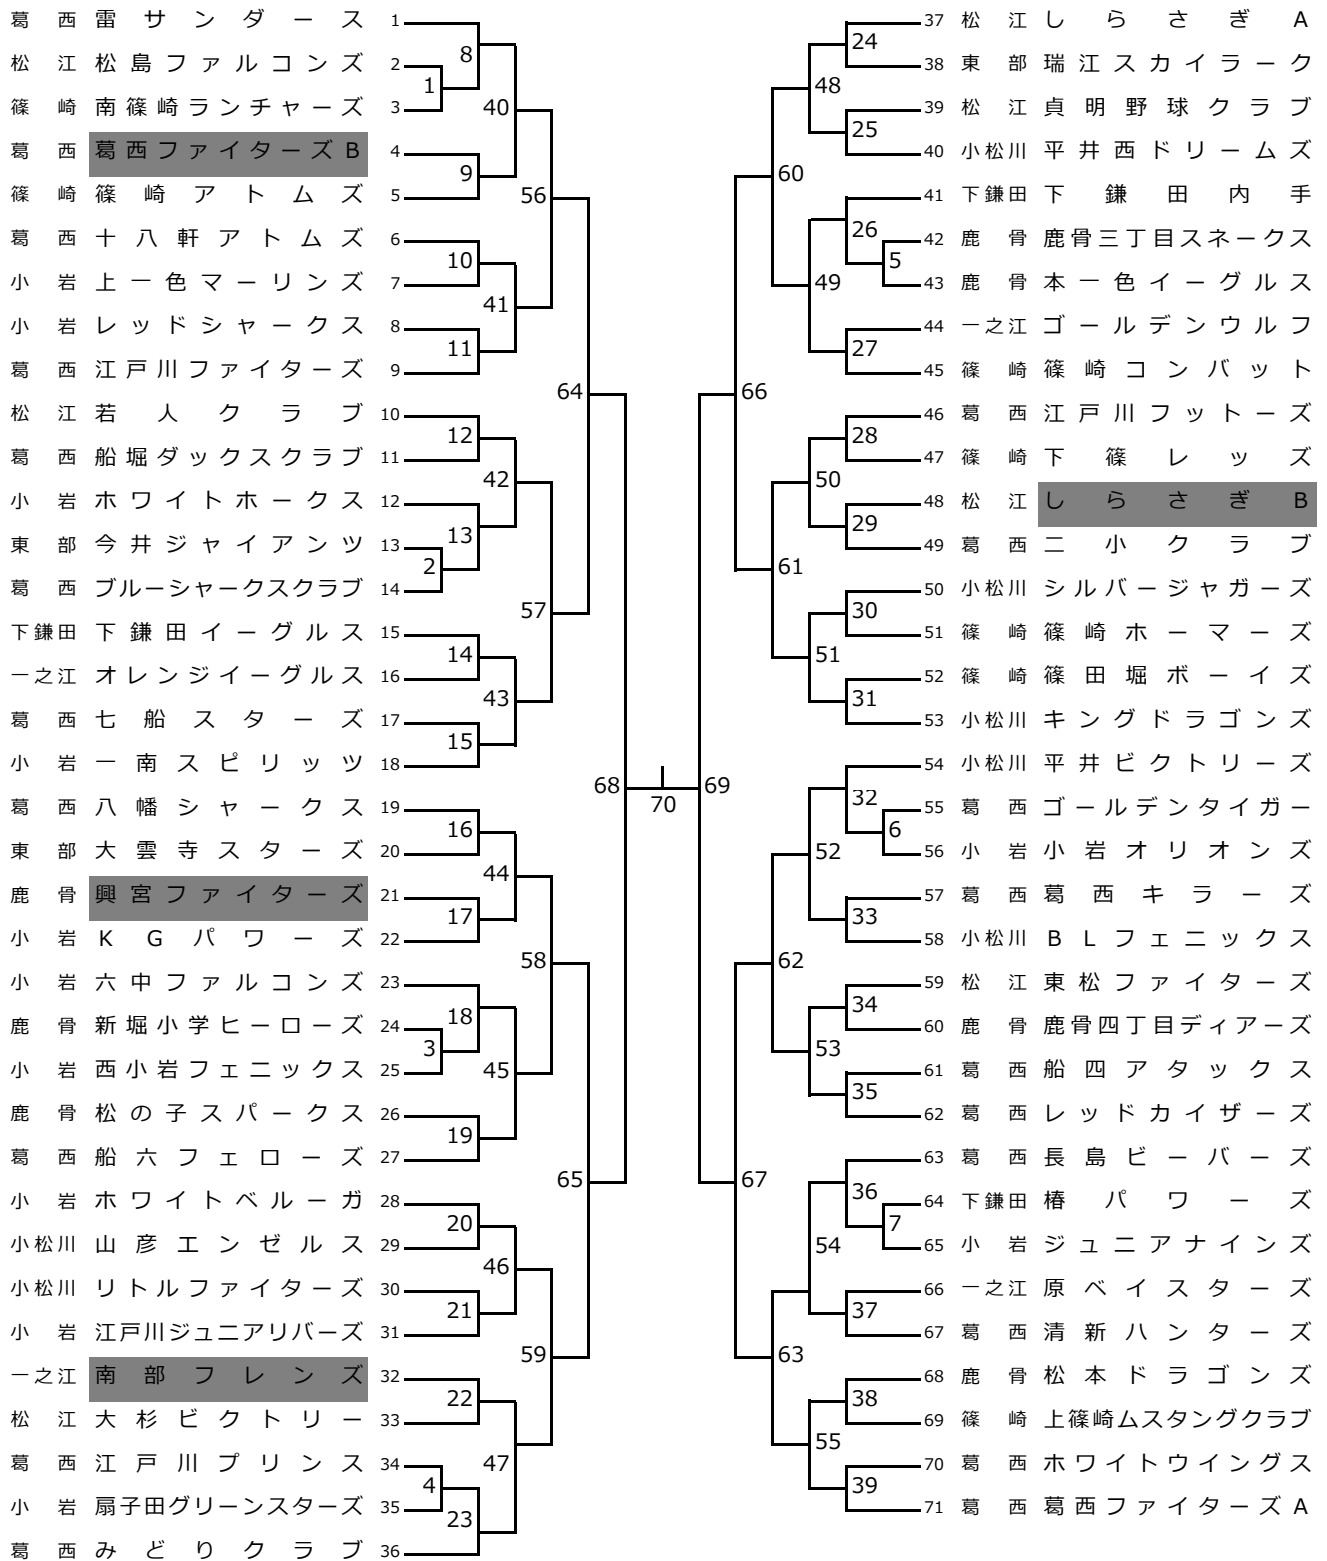 葛西 雷サンダース 1
松江 松島ファルコンズ 2
篠崎 南篠崎ランチャーズ 3
葛西 葛西ファイターズB 4
篠崎 篠崎アトムズ 5
葛西 十八軒アトムズ 6
小岩 上一色マーリンズ 7
小岩 レッドシャークス 8
葛西 江戸川ファイターズ 9
松江 若人クラブ 10
葛西 船堀ダックスクラブ 11
小岩 ホワイトホークス 12
東部 今井ジャイアンツ 13
葛西 ブルーシャークスクラブ 14
下鎌田 下鎌田イーグルス 15
一之江 オレンジイーグルス 16
葛西 七船スターズ 17
小岩 一南スピリッツ 18
葛西 八幡シャークス 19
東部 大雲寺スターズ 20
鹿骨 興宮ファイターズ 21
小岩 KGパワーズ 22
小岩 六中ファルコンズ 23
鹿骨 新堀小学ヒーローズ 24
小岩 西小岩フェニックス 25
鹿骨 松の子スパークス 26
葛西 船六フェローズ 27
小岩 ホワイトベルーガ 28
小松川 山彦エンゼルス 29
小松川 リトルファイターズ 30
小岩 江戸川ジュニアリバーズ 31
一之江 南部フレンズ 32
松江 大杉ビクトリー 33
葛西 江戸川プリンス 34
小岩 扇子田グリーンスターズ 35
葛西 みどりクラブ 36
1
2
3
4
8
9
10
11
12
13
14
15
16
17
18
19
20
21
22
23
40
41
42
43
44
45
46
47
56
57
58
59
64
65
68
70
69
66
67
60
61
62
63
48
49
50
51
52
53
54
55
24
25
26
27
28
29
30
31
32
33
34
35
36
37
38
39
5
6
7
37 松江 しらさぎA
38 東部 瑞江スカイラーク
39 松江 貞明野球クラブ
40 小松川 平井西ドリームズ
41 下鎌田 下鎌田内手
42 鹿骨 鹿骨三丁目スネークス
43 鹿骨 本一色イーグルス
44 一之江 ゴールデンウルフ
45 篠崎 篠崎コンバット
46 葛西 江戸川フットーズ
47 篠崎 下篠レッズ
48 松江 しらさぎB
49 葛西 二小クラブ
50 小松川 シルバージャガーズ
51 篠崎 篠崎ホーマーズ
52 篠崎 篠田堀ボーイズ
53 小松川 キングドラゴンズ
54 小松川 平井ビクトリーズ
55 葛西 ゴールデンタイガー
56 小岩 小岩オリオンズ
57 葛西 葛西キラーズ
58 小松川 BLフェニックス
59 松江 東松ファイターズ
60 鹿骨 鹿骨四丁目ディアーズ
61 葛西 船四アタックス
62 葛西 レッドカイザーズ
63 葛西 長島ビーバーズ
64 下鎌田 椿パワーズ
65 小岩 ジュニアナインズ
66 一之江 原ベイスターズ
67 葛西 清新ハンターズ
68 鹿骨 松本ドラゴンズ
69 篠崎 上篠崎ムスタングクラブ
70 葛西 ホワイトウイングス
71 葛西 葛西ファイターズA